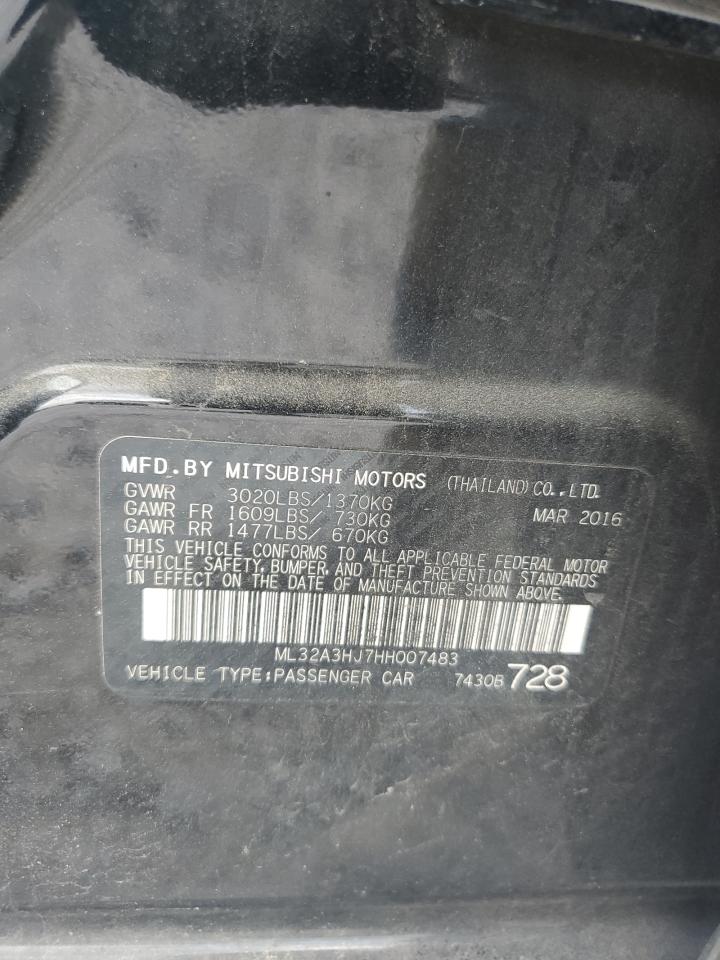 MFD.BY MITSUBISHI MOTORS (THAILAND)CO.,LTD.
GVWR 3020LBS/1370KG MAR 2016
GAWR FR 1609LBS/ 730KG
GAWR RR 1477LBS/ 670KG
THIS VEHICLE CONFORMS TO ALL APPLICABLE FEDERAL MOTOR
VEHICLE SAFETY, BUMPER, AND THEFT PREVENTION STANDARDS
IN EFFECT ON THE DATE OF MANUFACTURE SHOWN ABOVE.
ML32A3HJ7HH007483
VEHICLE TYPE:PASSENGER CAR 7430B 728